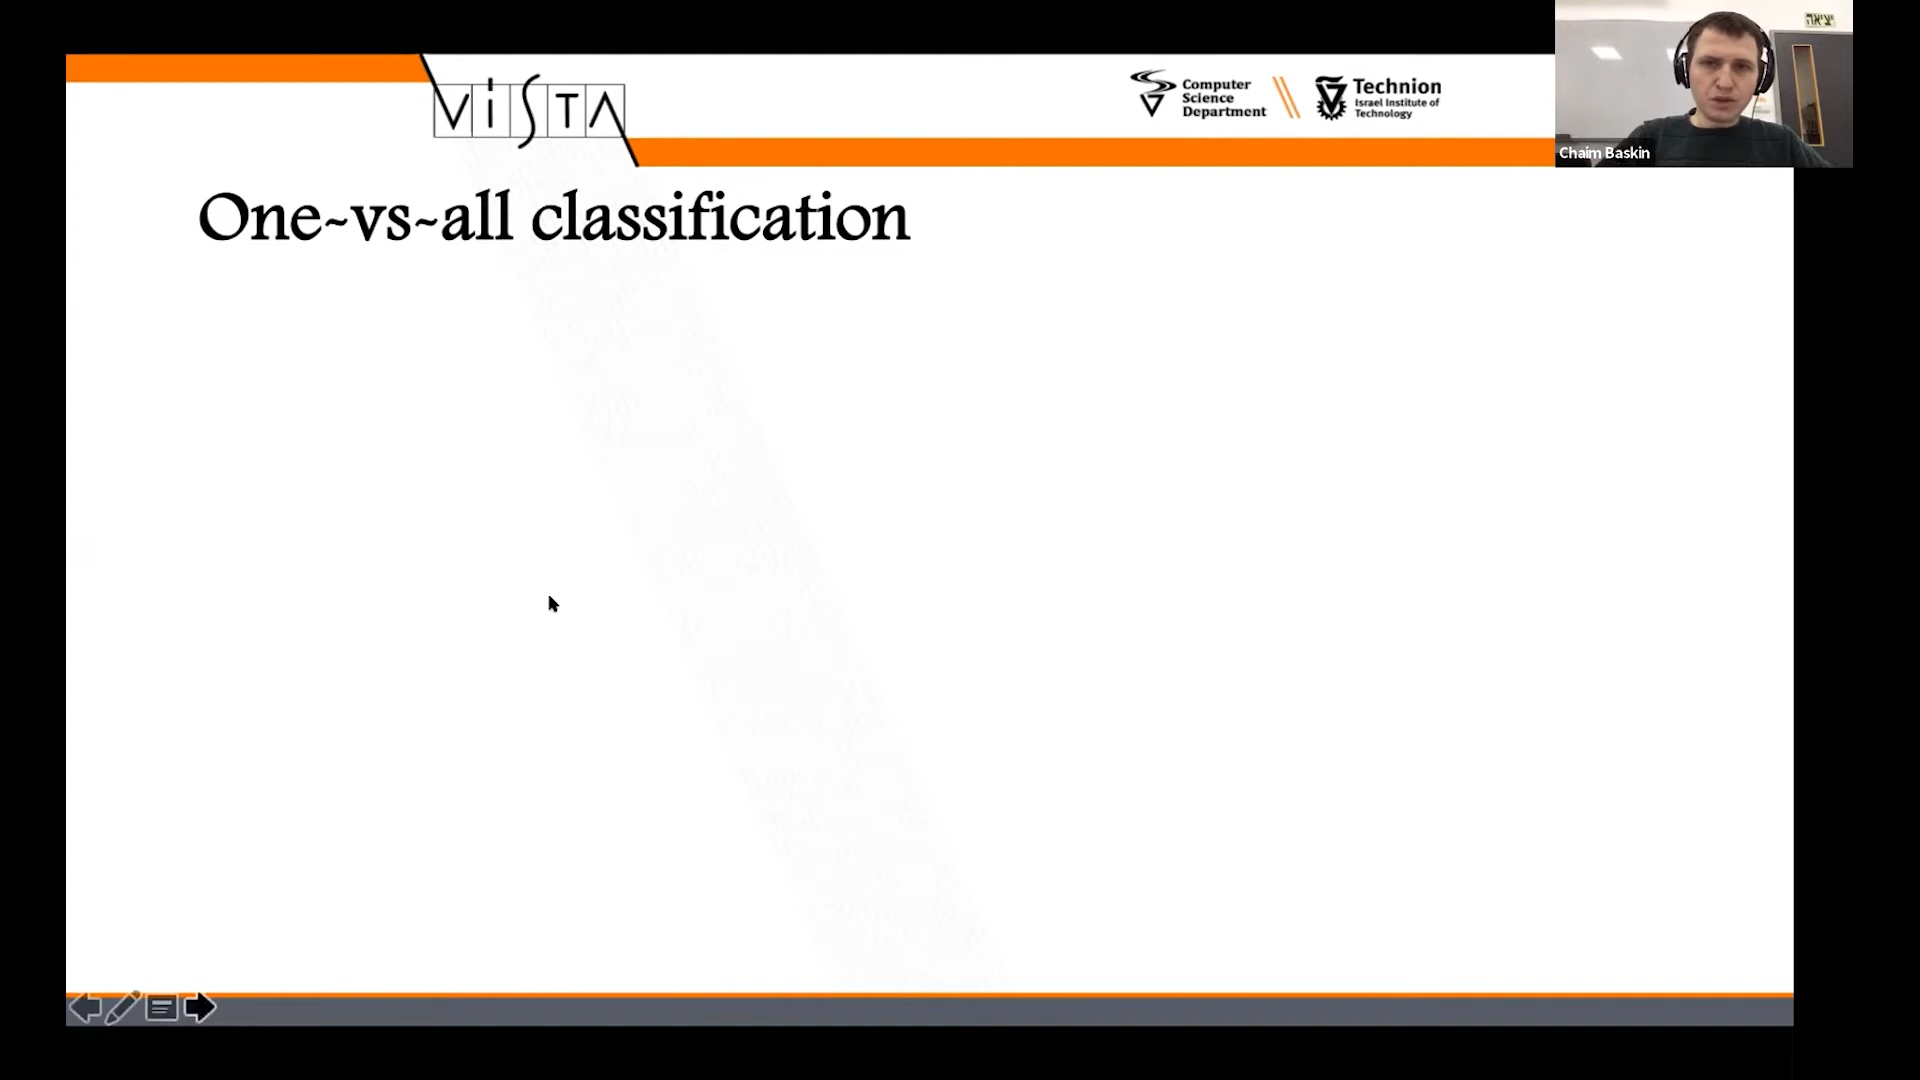 ViSTA
Computer
Science
Department
Technion
Israel Institute of
Technology
Chaim Baskin
One-vs-all classification